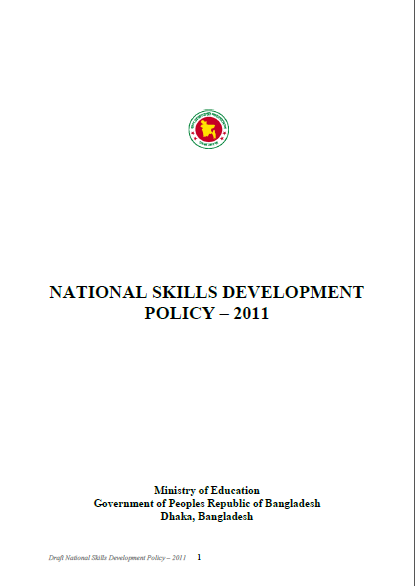 NATIONAL SKILLS DEVELOPMENT
POLICY – 2011
Ministry of Education
Government of Peoples Republic of Bangladesh
Dhaka, Bangladesh
Draft National Skills Development Policy – 2011 1